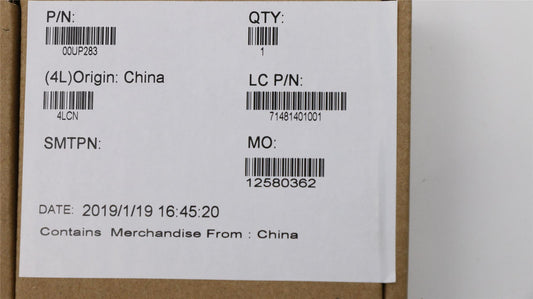 P/N:
QTY:
00UP283
1
(4L)Origin: China
LC P/N:
4LCN
71481401001
SMTPN:
MO:
12580362
DATE: 2019/1/19 16:45:20
Contains Merchandise From : China